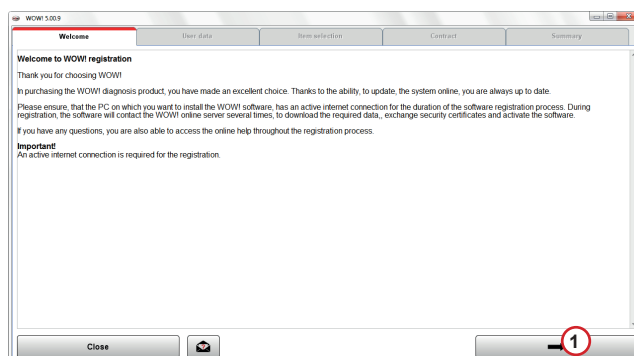 WOW! 5.00.9
Welcome
User data
Item selection
Contract
Summary
Welcome to WOW! registration
Thank you for choosing WOW!
In purchasing the WOW! diagnosis product, you have made an excellent choice. Thanks to the ability, to update, the system online, you are always up to date.
Please ensure, that the PC on which you want to install the WOW! software, has an active internet connection for the duration of the software registration process. During
registration, the software will contact the WOW! online server several times, to download the required data,, exchange security certificates and activate the software.
If you have any questions, you are also able to access the online help throughout the registration process.
Important!
An active internet connection is required for the registration.
Close
1